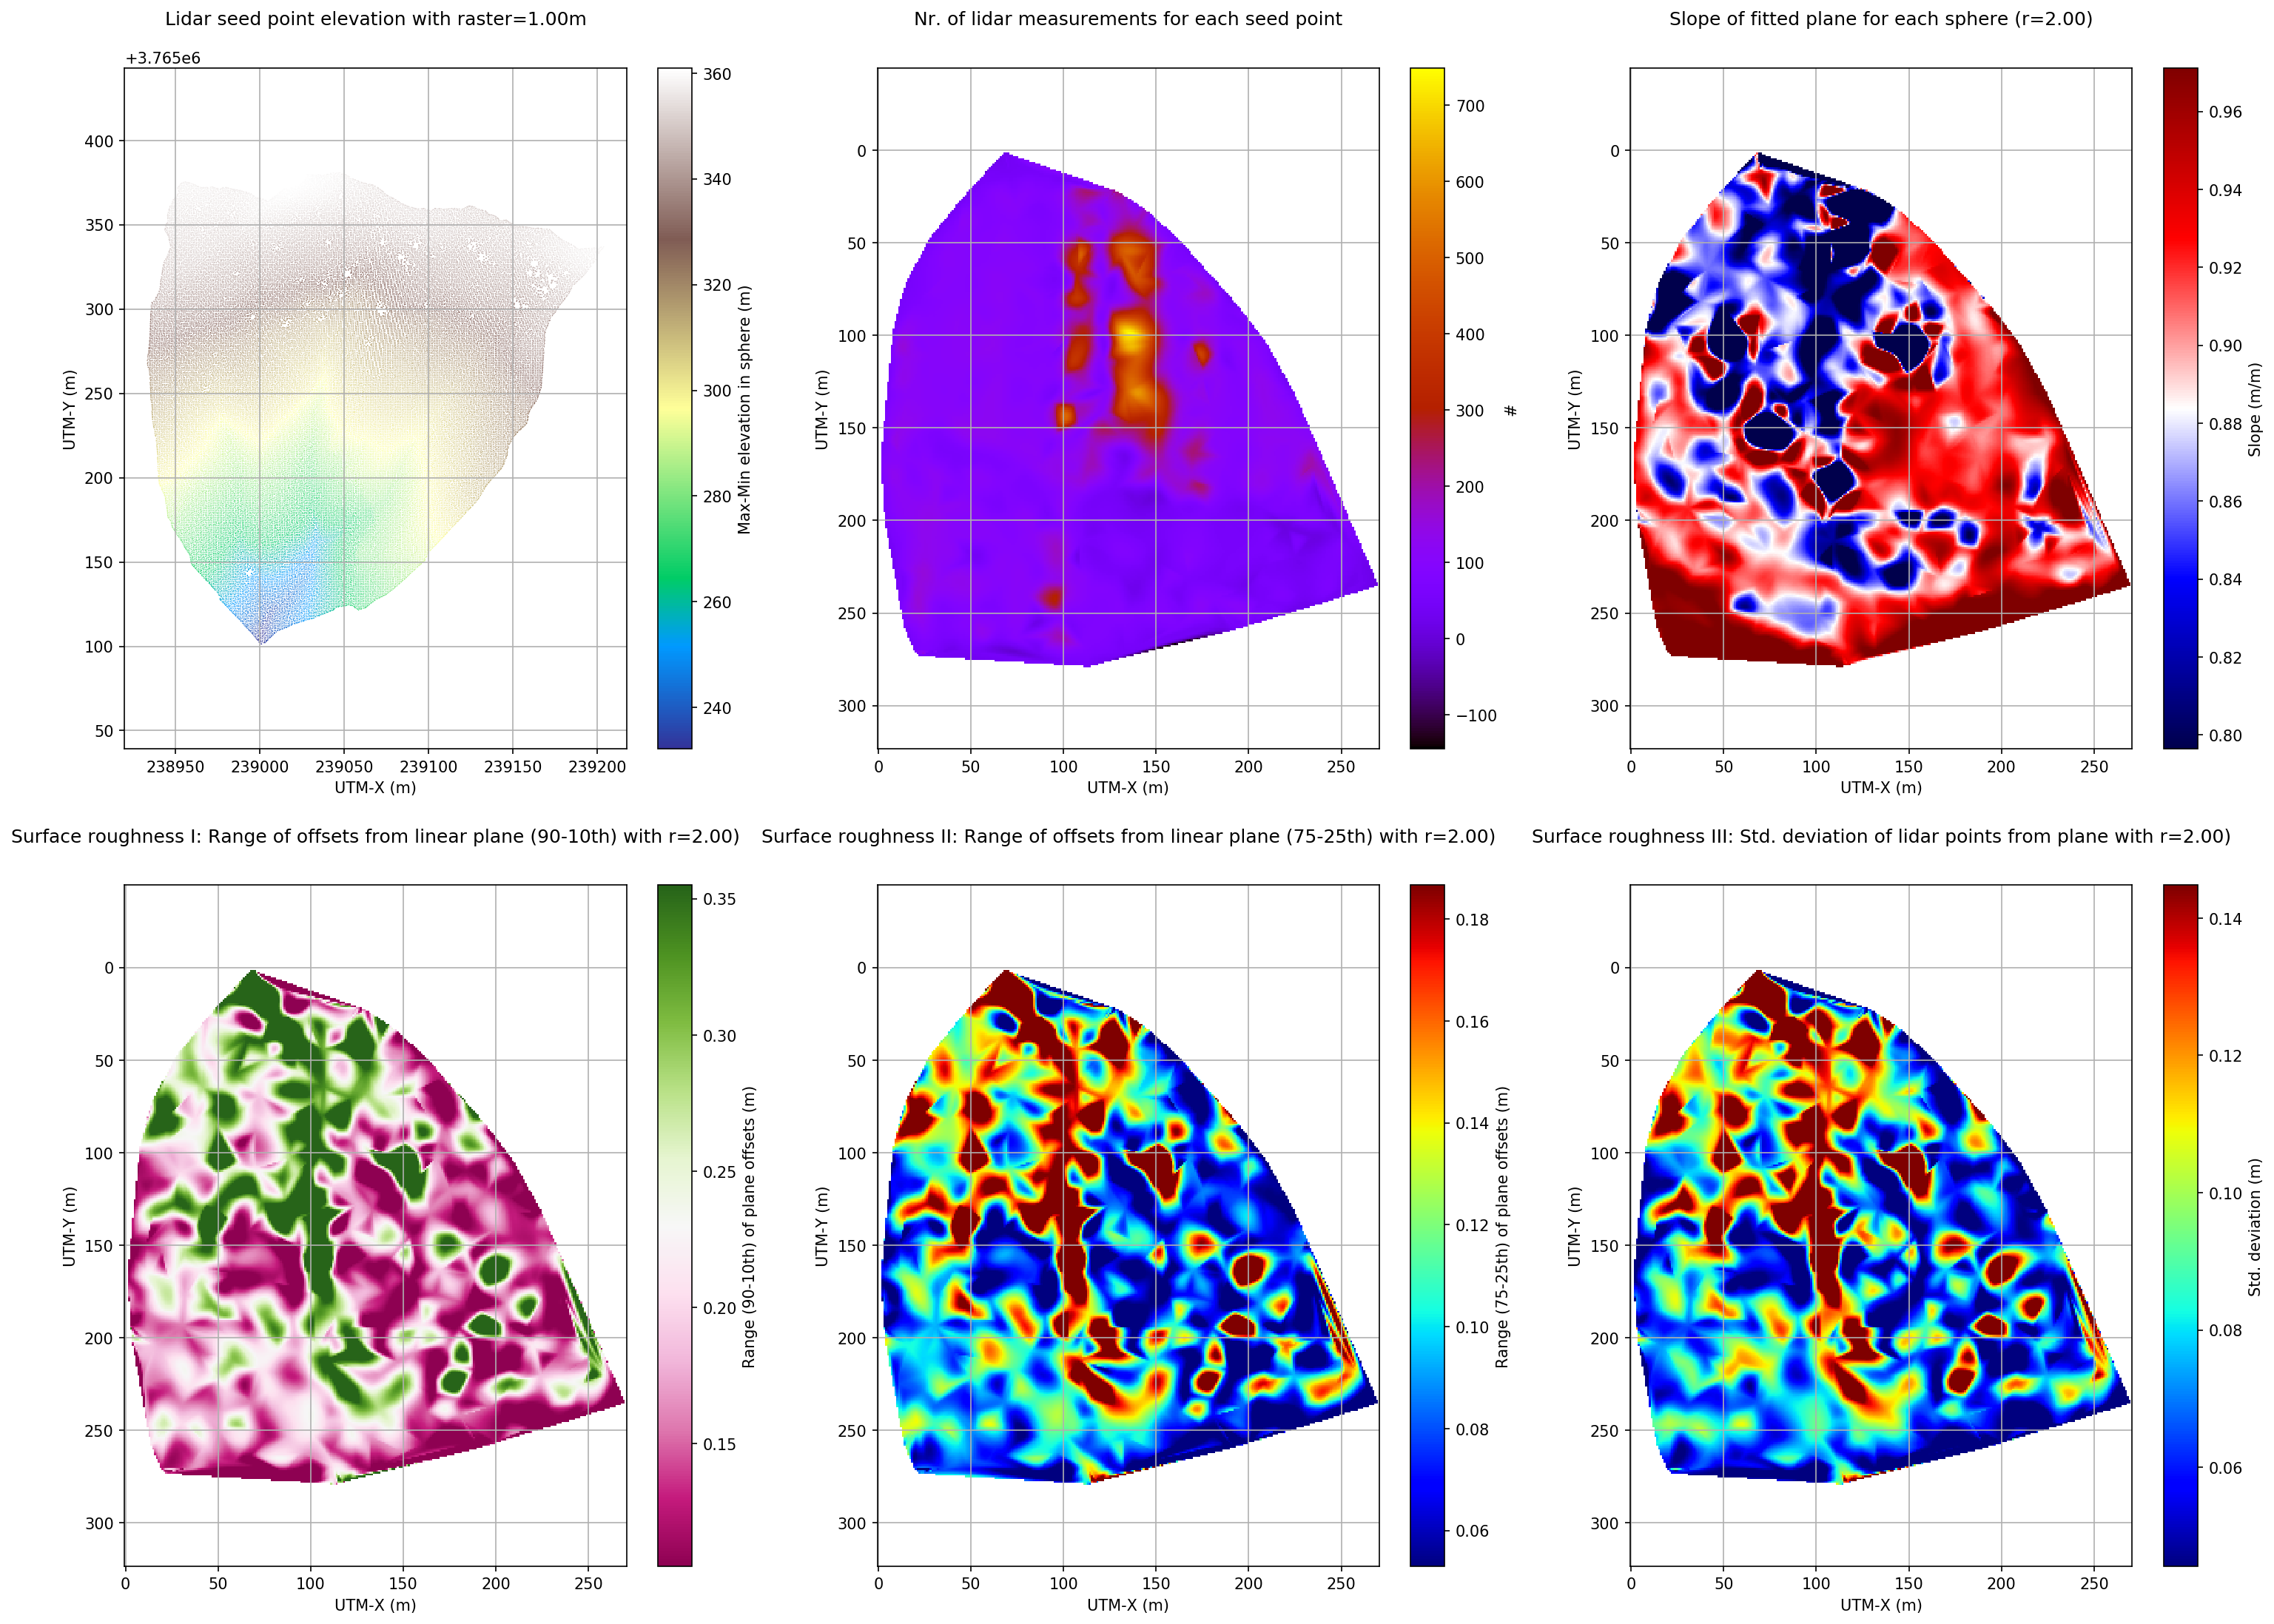 Lidar seed point elevation with raster=1.00m
+3.765e6
400
350
300
250
200
150
100
50
238950 239000 239050 239100 239150 239200
UTM-X (m)
UTM-Y (m)
360
340
320
300
280
260
240
Max-Min elevation in sphere (m)
Nr. of lidar measurements for each seed point
0
50
100
150
200
250
300
0 50 100 150 200 250
UTM-X (m)
UTM-Y (m)
700
600
500
400
300
200
100
0
−100
#
Slope of fitted plane for each sphere (r=2.00)
0
50
100
150
200
250
300
0 50 100 150 200 250
UTM-X (m)
UTM-Y (m)
0.96
0.94
0.92
0.90
0.88
0.86
0.84
0.82
0.80
Slope (m/m)
Surface roughness I: Range of offsets from linear plane (90-10th) with r=2.00)
0
50
100
150
200
250
300
0 50 100 150 200 250
UTM-X (m)
UTM-Y (m)
0.35
0.30
0.25
0.20
0.15
Range (90-10th) of plane offsets (m)
Surface roughness II: Range of offsets from linear plane (75-25th) with r=2.00)
0
50
100
150
200
250
300
0 50 100 150 200 250
UTM-X (m)
UTM-Y (m)
0.18
0.16
0.14
0.12
0.10
0.08
0.06
Range (75-25th) of plane offsets (m)
Surface roughness III: Std. deviation of lidar points from plane with r=2.00)
0
50
100
150
200
250
300
0 50 100 150 200 250
UTM-X (m)
UTM-Y (m)
0.14
0.12
0.10
0.08
0.06
Std. deviation (m)